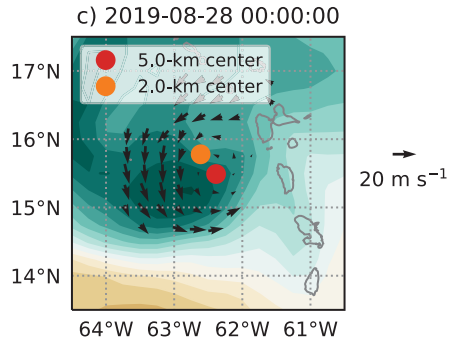 c) 2019-08-28 00:00:00
5.0-km center
2.0-km center
17°N
16°N
15°N
14°N
20 m s⁻¹
64°W 63°W 62°W 61°W